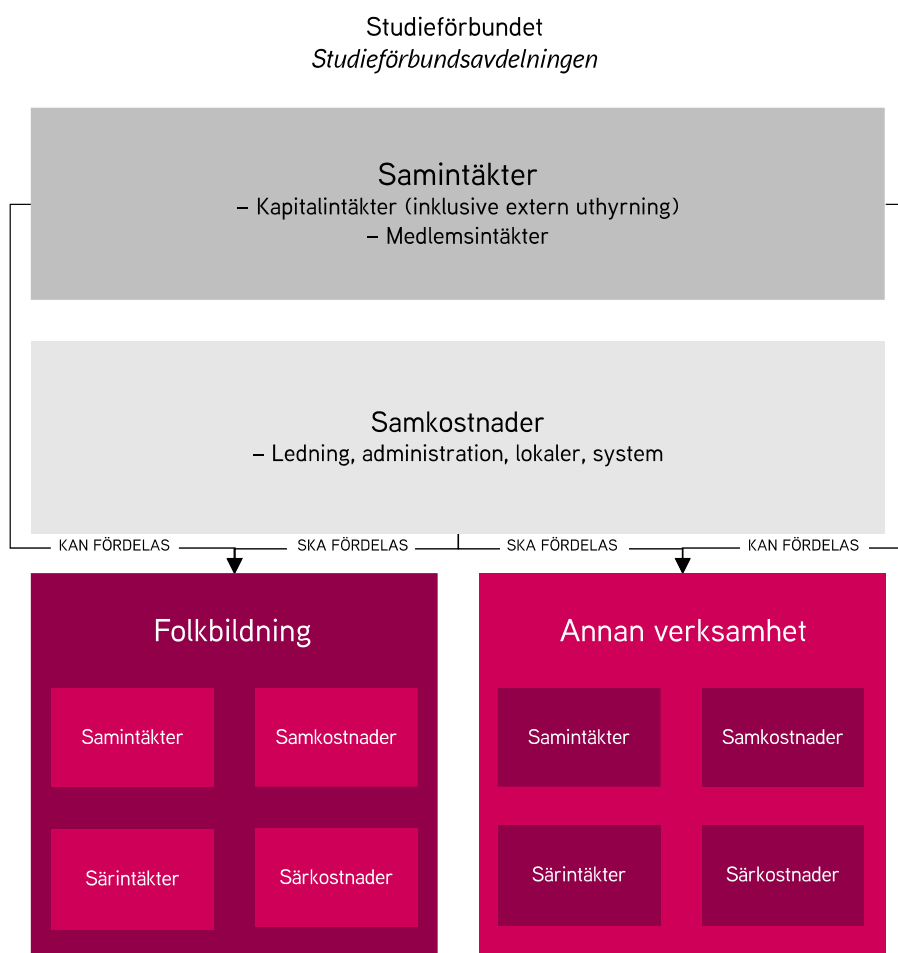 Studieförbundet
Studieförbundsavdelningen
Samintäkter
– Kapitalintäkter (inklusive extern uthyrning)
– Medlemsintäkter
Samkostnader
– Ledning, administration, lokaler, system
KAN FÖRDELAS
SKA FÖRDELAS
SKA FÖRDELAS
KAN FÖRDELAS
Folkbildning
Samintäkter
Samkostnader
Särintäkter
Särkostnader
Annan verksamhet
Samintäkter
Samkostnader
Särintäkter
Särkostnader